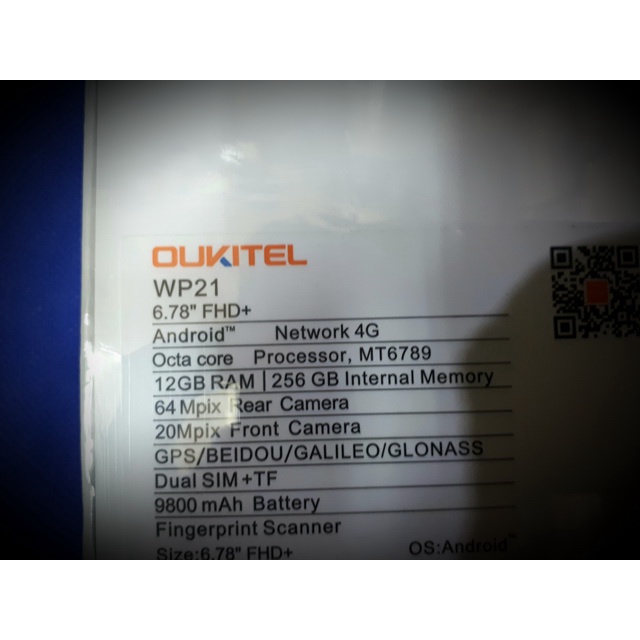 OUKITEL
WP21
6.78" FHD+
Android™ Network 4G
Octa core Processor, MT6789
12GB RAM | 256 GB Internal Memory
64 Mpix Rear Camera
20Mpix Front Camera
GPS/BEIDOU/GALILEO/GLONASS
Dual SIM+TF
9800 mAh Battery
Fingerprint Scanner
Size:6.78" FHD+ OS:Android™